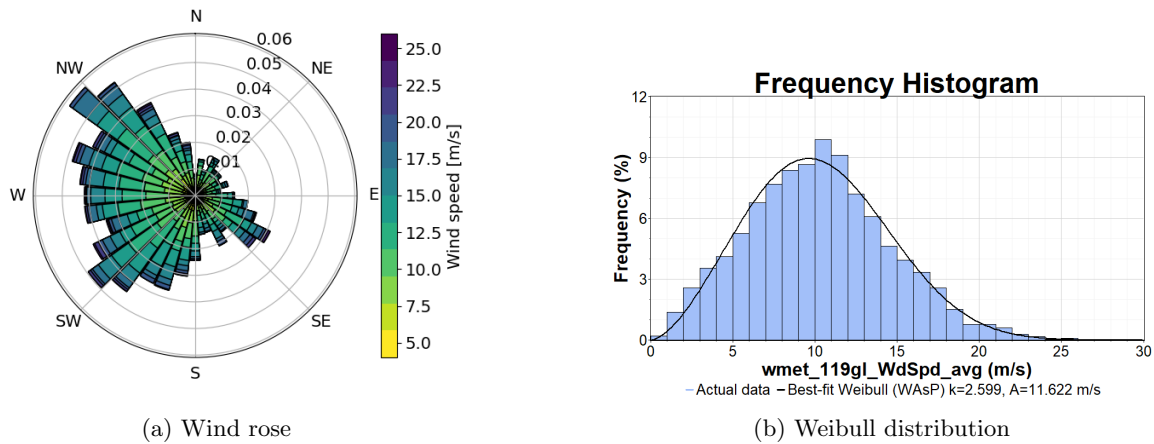 N
NE
E
SE
S
SW
W
NW
0.06
0.05
0.04
0.03
0.02
0.01
25.0
22.5
20.0
17.5
15.0
12.5
10.0
7.5
5.0
Wind speed [m/s]
(a) Wind rose
Frequency Histogram
12
9
6
3
0
Frequency (%)
0 5 10 15 20 25 30
wmet_119gl_WdSpd_avg (m/s)
Actual data Best-fit Weibull (WAsP) k=2.599, A=11.622 m/s
(b) Weibull distribution